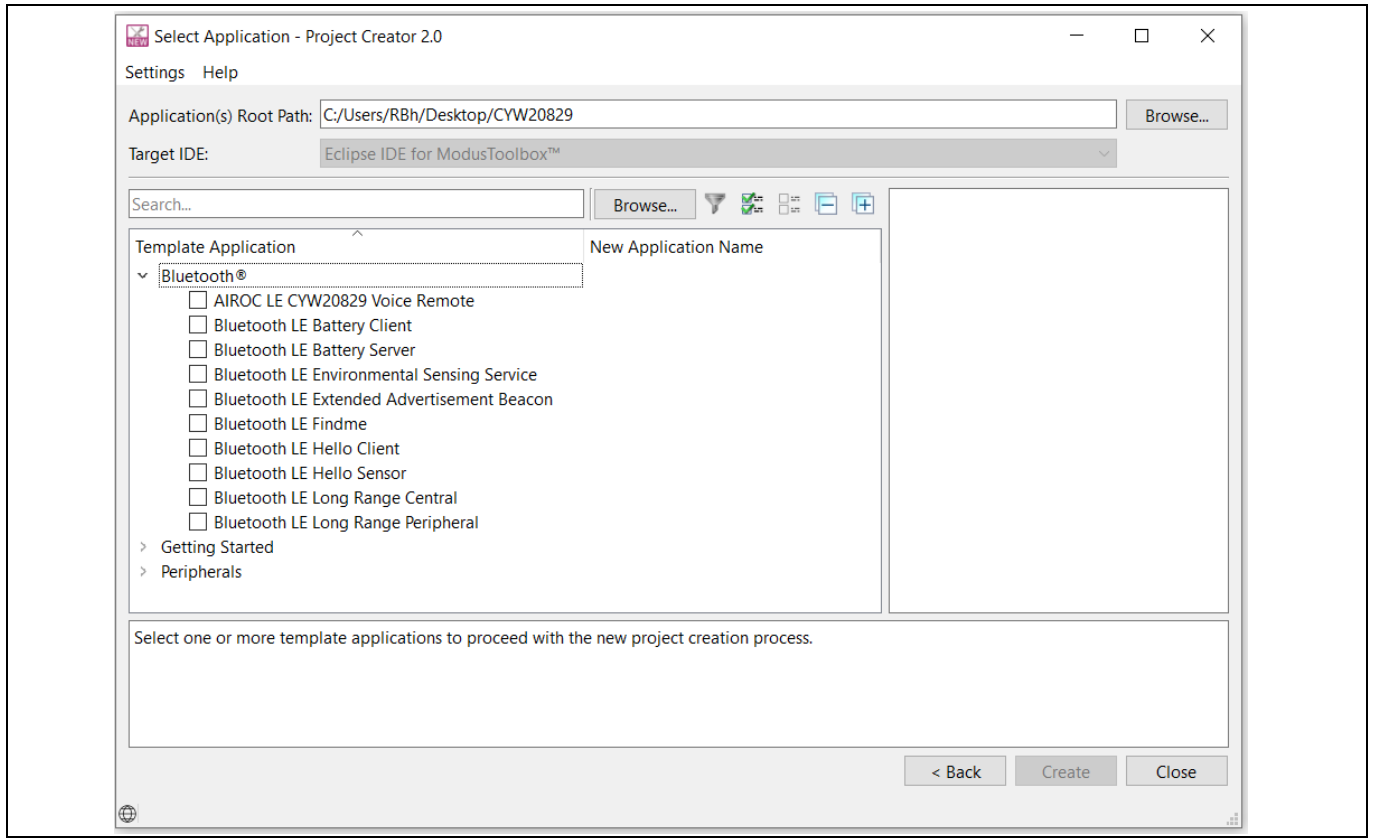 NEW
Select Application - Project Creator 2.0
Settings Help
Application(s) Root Path: C:/Users/RBh/Desktop/CYW20829 Browse...
Target IDE: Eclipse IDE for ModusToolbox™
Search... Browse...
Template Application New Application Name
Bluetooth®
AIROC LE CYW20829 Voice Remote
Bluetooth LE Battery Client
Bluetooth LE Battery Server
Bluetooth LE Environmental Sensing Service
Bluetooth LE Extended Advertisement Beacon
Bluetooth LE Findme
Bluetooth LE Hello Client
Bluetooth LE Hello Sensor
Bluetooth LE Long Range Central
Bluetooth LE Long Range Peripheral
Getting Started
Peripherals
Select one or more template applications to proceed with the new project creation process.
< Back Create Close